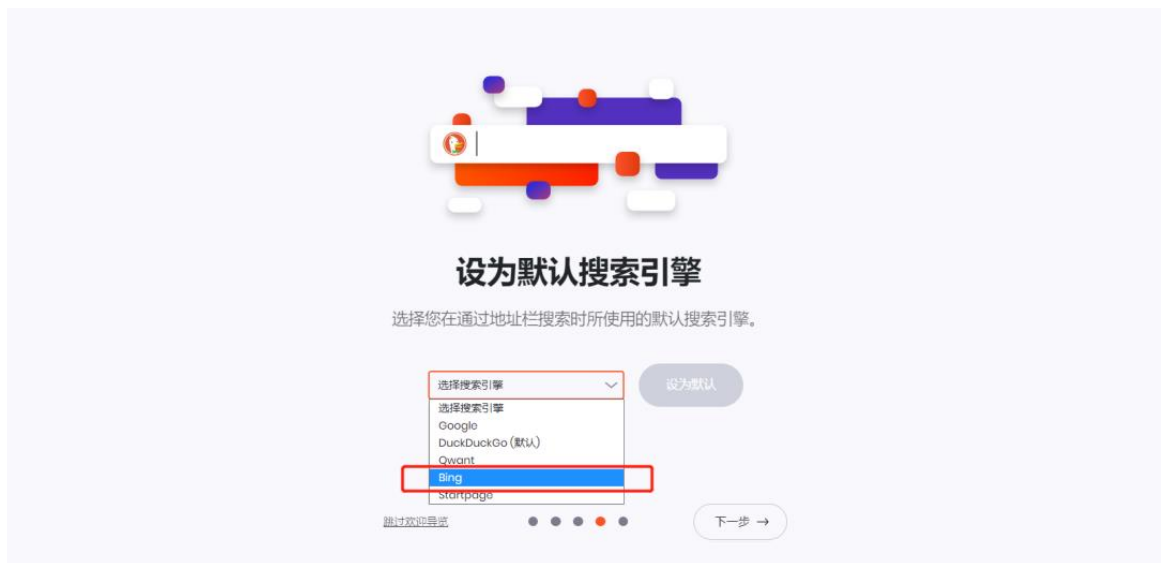 设为默认搜索引擎
选择您在通过地址栏搜索时所使用的默认搜索引擎。
选择搜索引擎
设为默认
选择搜索引擎
Google
DuckDuckGo (默认)
Qwant
Bing
Startpage
跳过欢迎导览
下一步 →